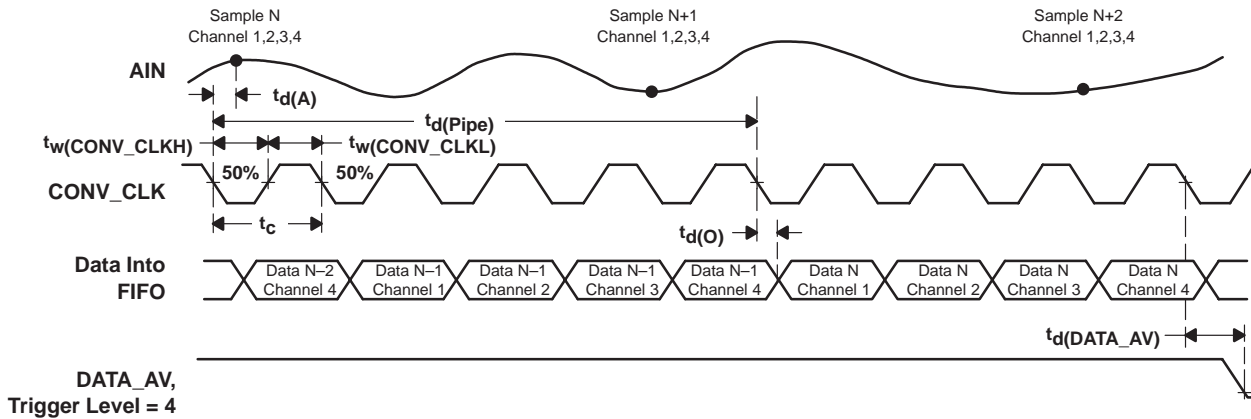 Sample N
Channel 1,2,3,4
Sample N+1
Channel 1,2,3,4
Sample N+2
Channel 1,2,3,4
AIN
td(A)
td(Pipe)
tw(CONV_CLKH)
tw(CONV_CLKL)
50%
50%
CONV_CLK
tc
td(O)
Data Into
FIFO
Data N–2
Channel 4
Data N–1
Channel 1
Data N–1
Channel 2
Data N–1
Channel 3
Data N–1
Channel 4
Data N
Channel 1
Data N
Channel 2
Data N
Channel 3
Data N
Channel 4
td(DATA_AV)
DATA_AV,
Trigger Level = 4